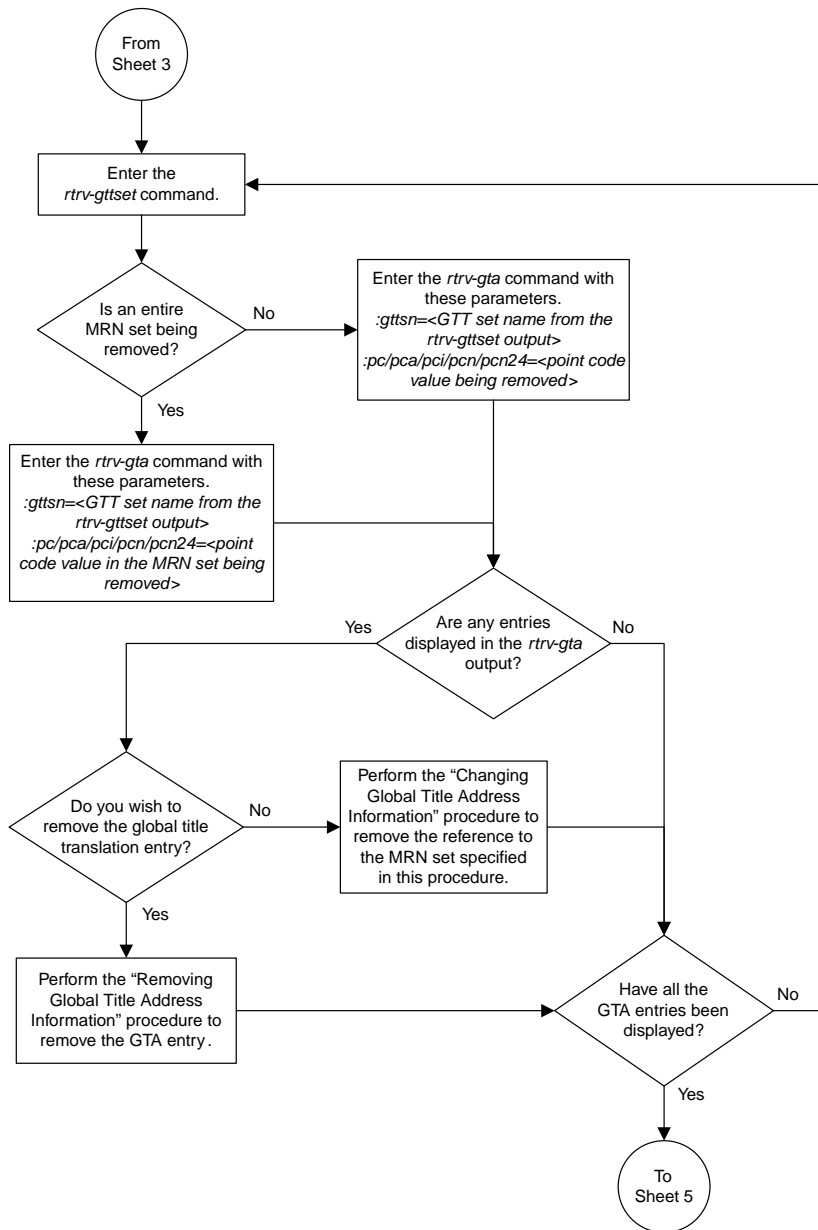 From
Sheet 3
Enter the
rtrv-gttset command.
Is an entire
MRN set being
removed?
No
Enter the rtrv-gta command with
these parameters.
:gttsn=<GTT set name from the
rtrv-gttset output>
:pc/pca/pci/pcn/pcn24=<point code
value being removed>
Yes
Enter the rtrv-gta command with
these parameters.
:gttsn=<GTT set name from the
rtrv-gttset output>
:pc/pca/pci/pcn/pcn24=<point
code value in the MRN set being
removed>
Yes
Are any entries
displayed in the rtrv-gta
output?
No
Do you wish to
remove the global title
translation entry?
No
Perform the “Changing
Global Title Address
Information” procedure to
remove the reference to
the MRN set specified
in this procedure.
Yes
Perform the “Removing
Global Title Address
Information” procedure to
remove the GTA entry.
Have all the
GTA entries been
displayed?
No
Yes
To
Sheet 5